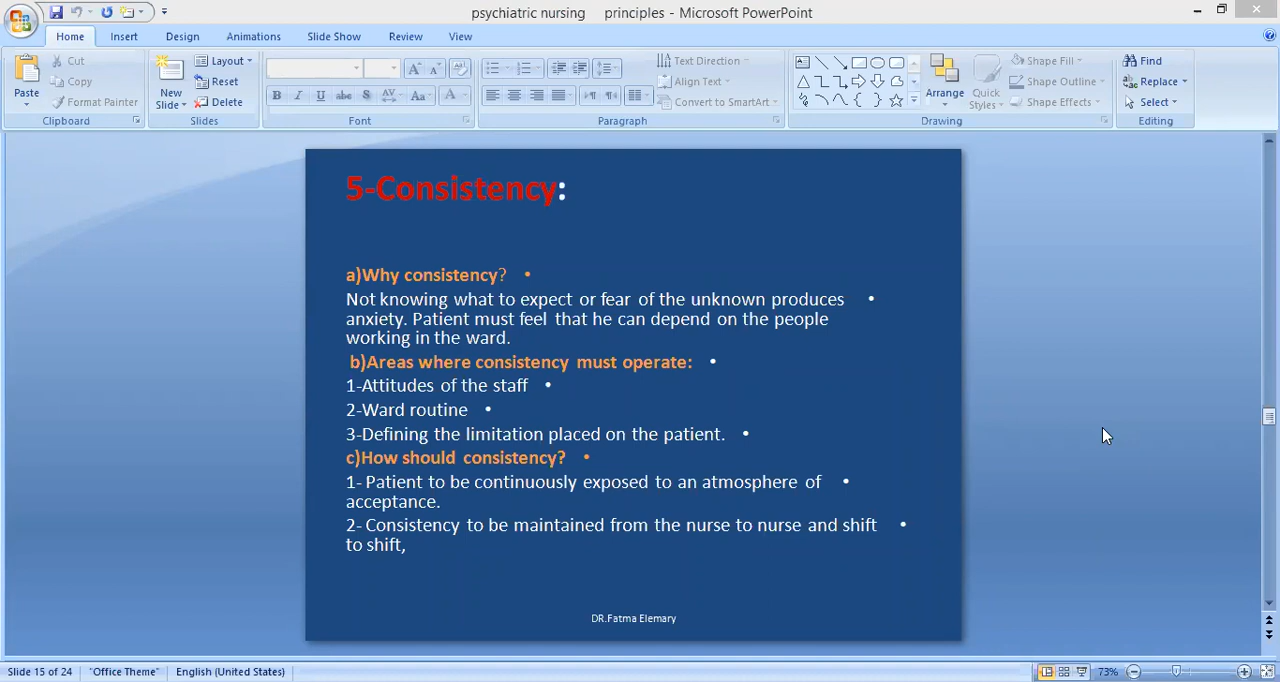 psychiatric nursing principles - Microsoft PowerPoint
Home Insert Design Animations Slide Show Review View
Paste
Cut
Copy
Format Painter
Clipboard
New Slide
Layout
Reset
Delete
Slides
B I U abc S AV Aa A
Font
Text Direction
Align Text
Convert to SmartArt
Paragraph
Arrange
Quick Styles
Shape Fill
Shape Outline
Shape Effects
Drawing
Find
Replace
Select
Editing
5-Consistency:
a)Why consistency? •
Not knowing what to expect or fear of the unknown produces •
anxiety. Patient must feel that he can depend on the people
working in the ward.
b)Areas where consistency must operate: •
1-Attitudes of the staff •
2-Ward routine •
3-Defining the limitation placed on the patient. •
c)How should consistency? •
1- Patient to be continuously exposed to an atmosphere of •
acceptance.
2- Consistency to be maintained from the nurse to nurse and shift •
to shift,
DR.Fatma Elemary
Slide 15 of 24 "Office Theme" English (United States) 73%